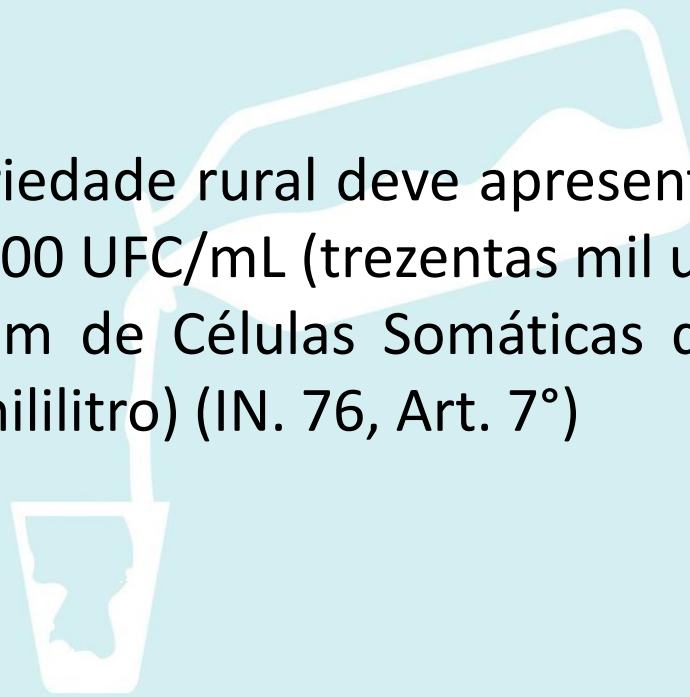 iedade rural deve apresent
00 UFC/mL (trezentas mil u
m de Células Somáticas d
ililitro) (IN. 76, Art. 7°)